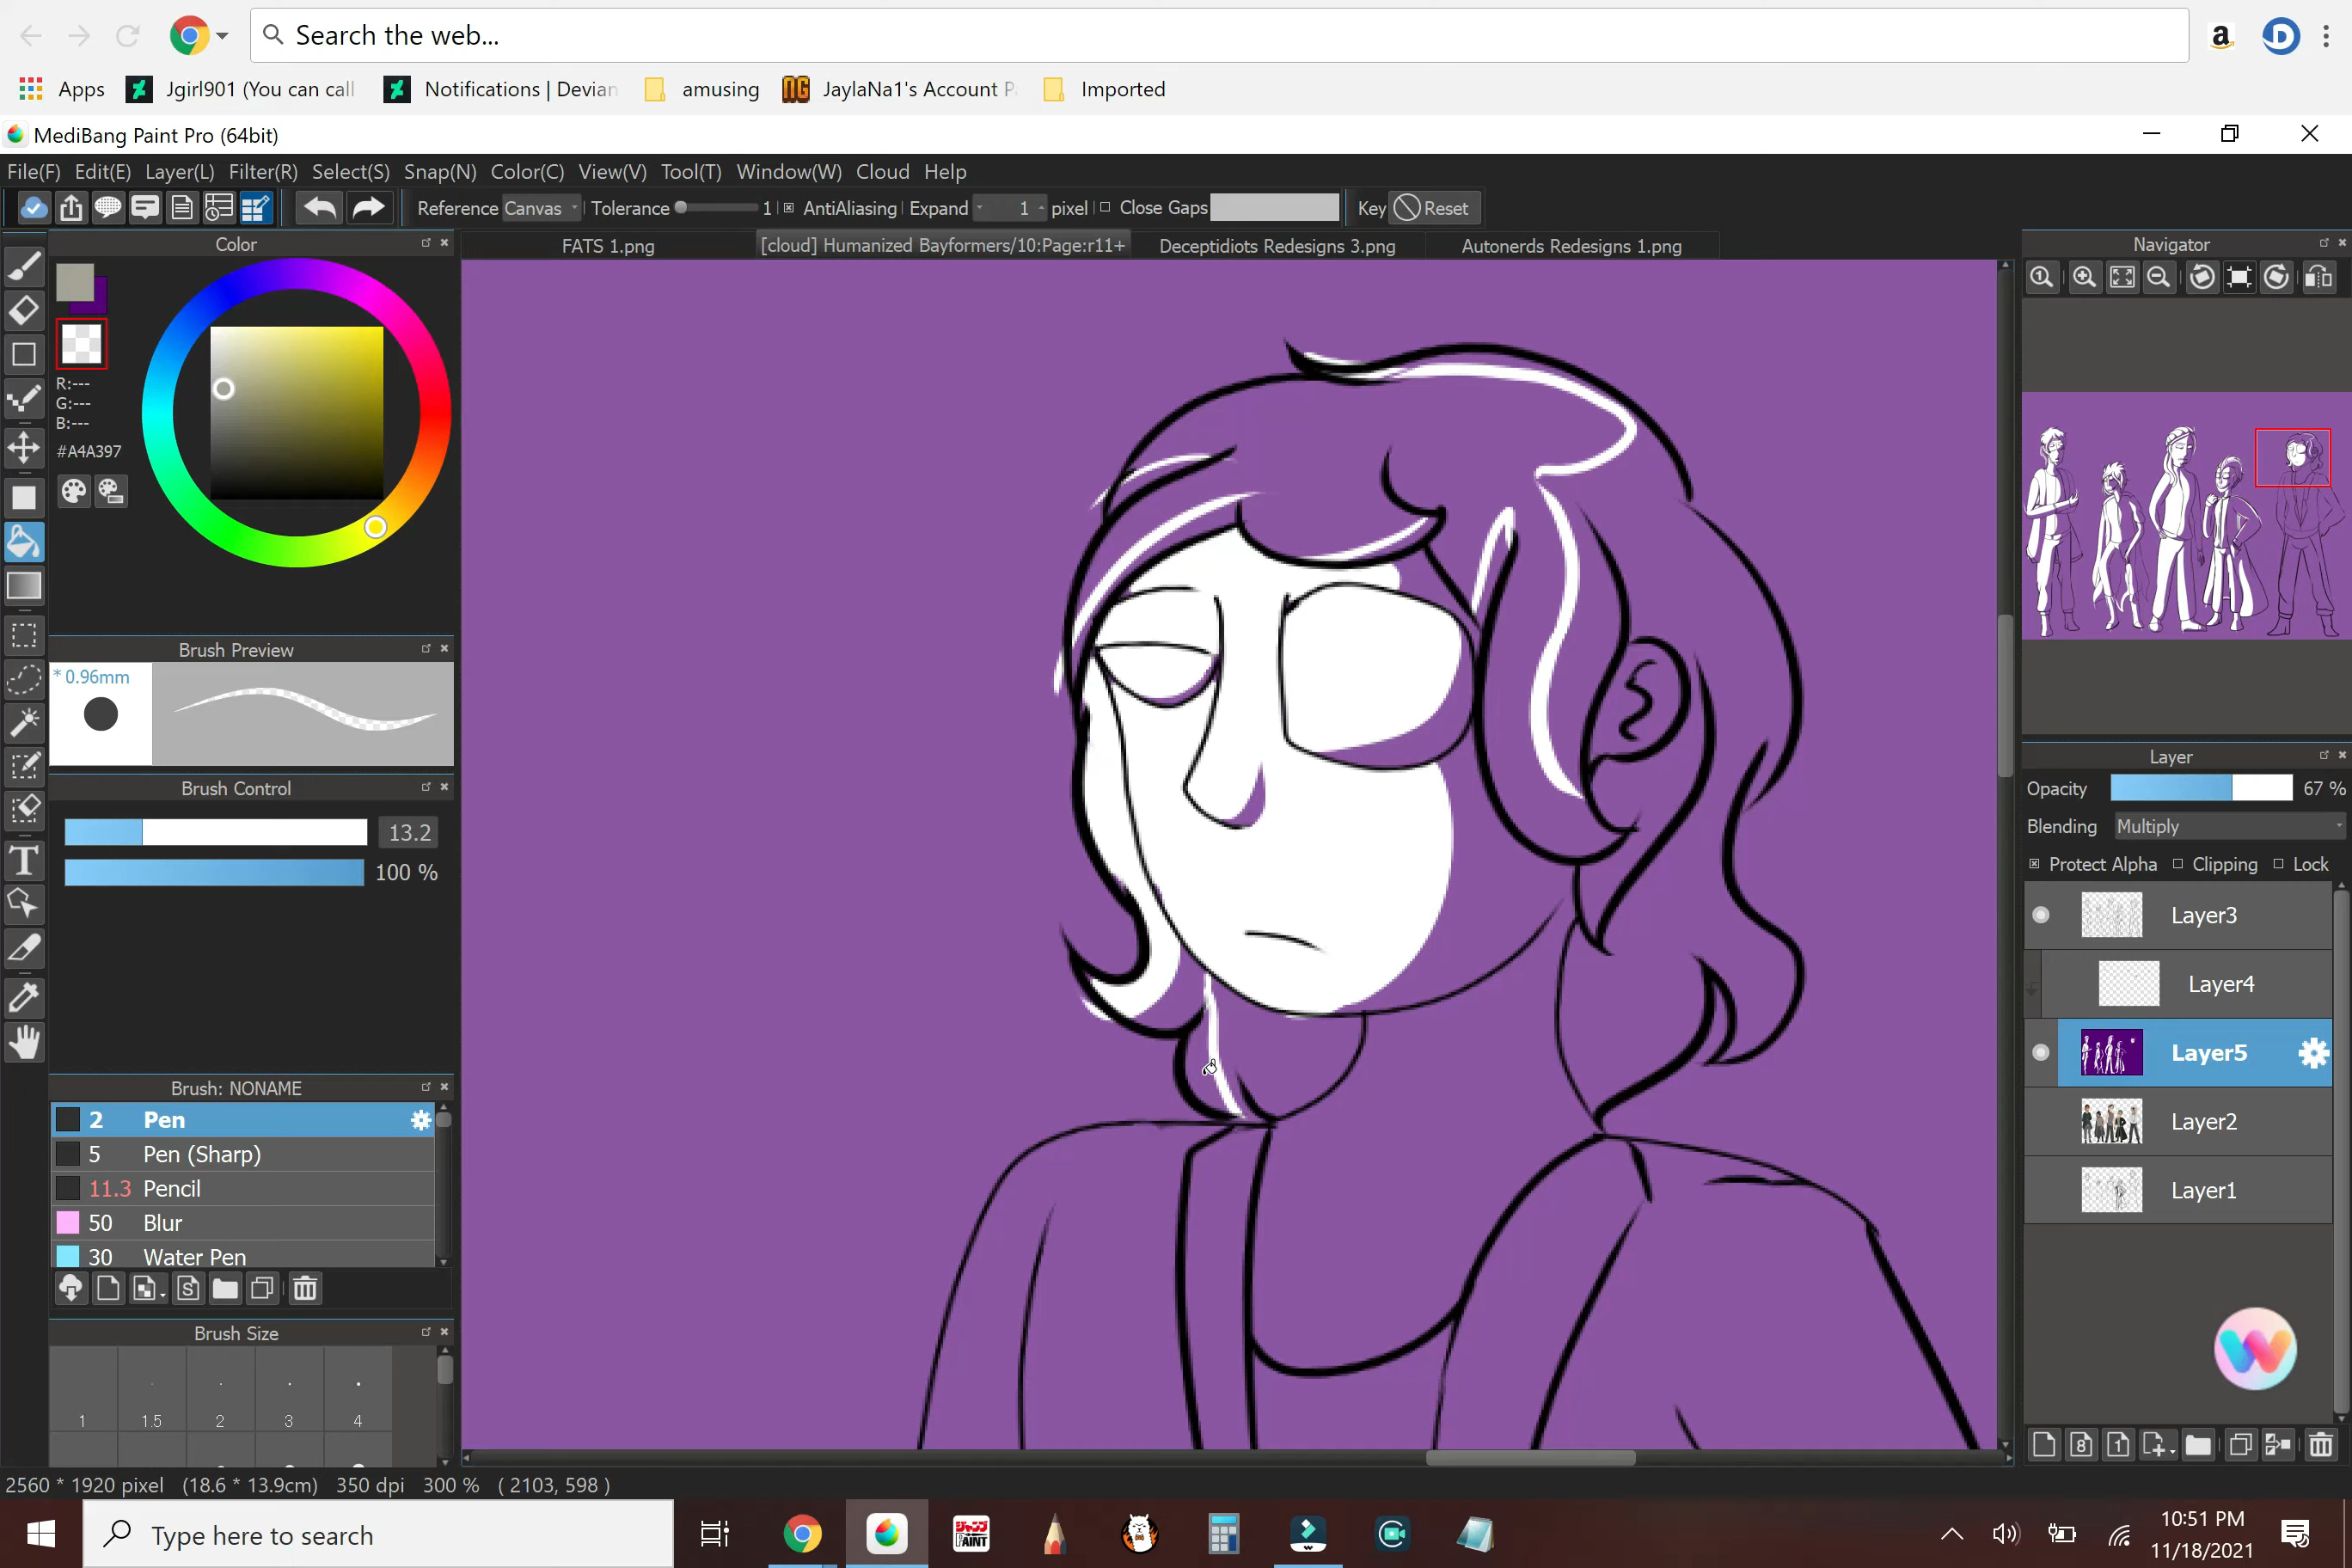 Search the web...
Apps Jgirl901 (You can call Notifications | Devian amusing JaylaNa1's Account P Imported
MediBang Paint Pro (64bit)
File(F) Edit(E) Layer(L) Filter(R) Select(S) Snap(N) Color(C) View(V) Tool(T) Window(W) Cloud Help
Reference Canvas Tolerance 1 AntiAliasing Expand 1 pixel Close Gaps Key Reset
FATS 1.png [cloud] Humanized Bayformers/10:Page:r11+ Deceptidiots Redesigns 3.png Autonerds Redesigns 1.png
Color
R:---
G:---
B:---
#A4A397
Brush Preview
* 0.96mm
Brush Control
13.2
100 %
Brush: NONAME
2 Pen
5 Pen (Sharp)
11.3 Pencil
50 Blur
30 Water Pen
Brush Size
1 1.5 2 3 4
Navigator
Layer
Opacity 67 %
Blending Multiply
Protect Alpha Clipping Lock
Layer3
Layer4
Layer5
Layer2
Layer1
2560 * 1920 pixel (18.6 * 13.9cm) 350 dpi 300 % ( 2103, 598 )
Type here to search
ジャンプ
PAINT
10:51 PM
11/18/2021